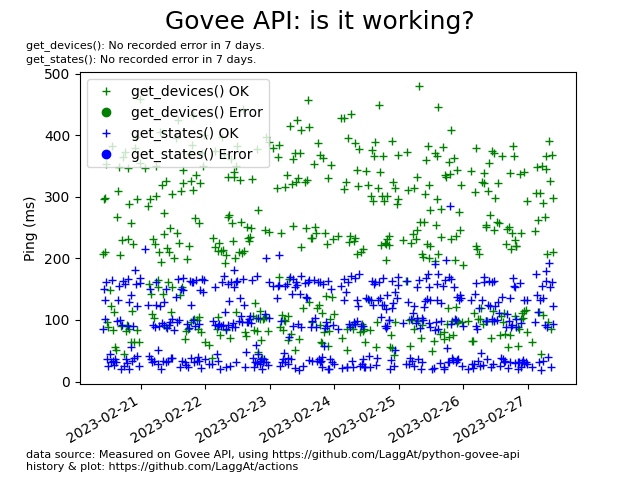 Govee API: is it working?
get_devices(): No recorded error in 7 days.
get_states(): No recorded error in 7 days.
500
400
300
200
100
0
Ping (ms)
get_devices() OK
get_devices() Error
get_states() OK
get_states() Error
2023-02-21
2023-02-22
2023-02-23
2023-02-24
2023-02-25
2023-02-26
2023-02-27
data source: Measured on Govee API, using https://github.com/LaggAt/python-govee-api
history & plot: https://github.com/LaggAt/actions